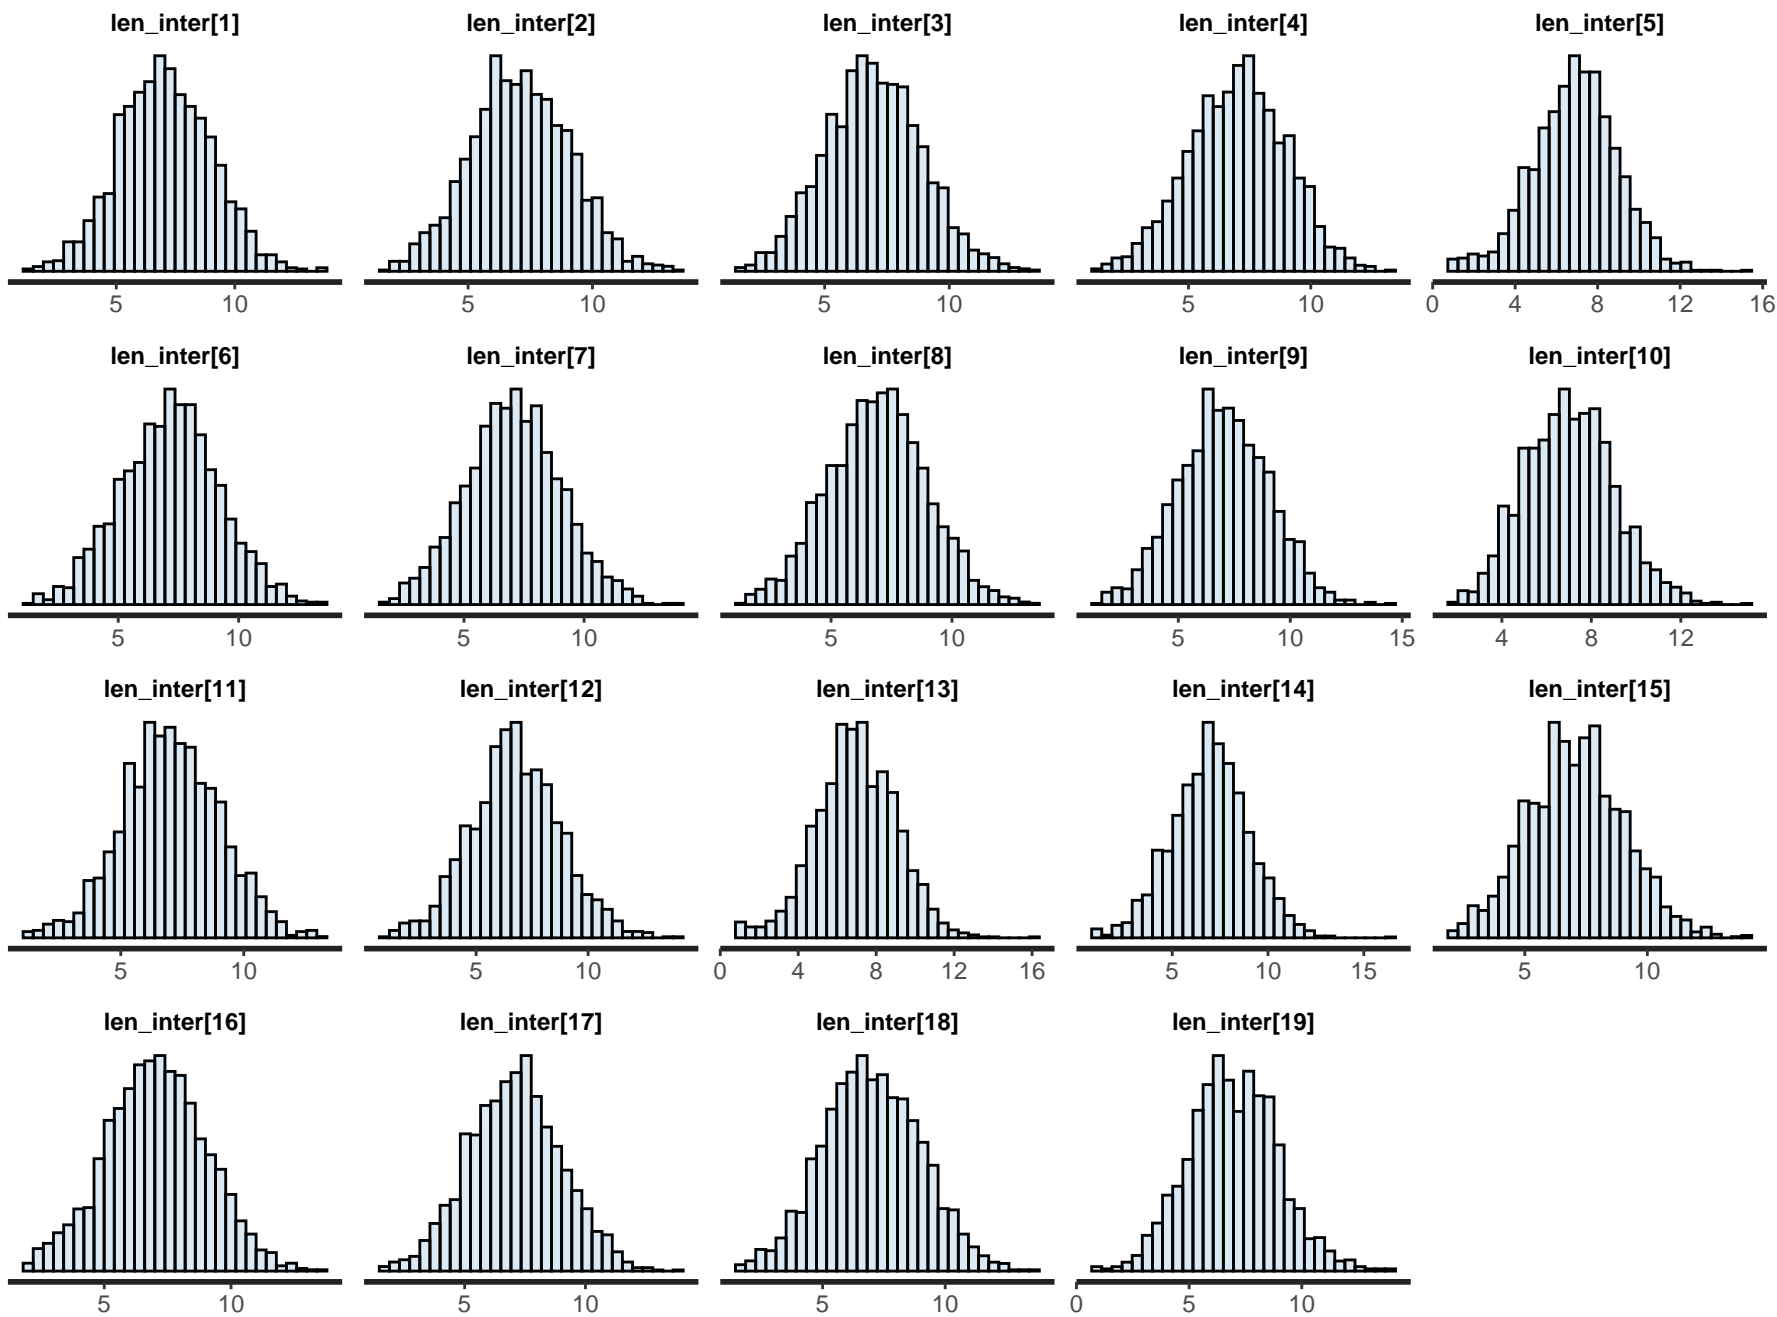 len_inter[1] len_inter[2] len_inter[3] len_inter[4] len_inter[5]
5 10 5 10 5 10 5 10 0 4 8 12 16
len_inter[6] len_inter[7] len_inter[8] len_inter[9] len_inter[10]
5 10 5 10 5 10 5 10 15 4 8 12
len_inter[11] len_inter[12] len_inter[13] len_inter[14] len_inter[15]
5 10 5 10 0 4 8 12 16 5 10 15 5 10
len_inter[16] len_inter[17] len_inter[18] len_inter[19]
5 10 5 10 5 10 0 5 10